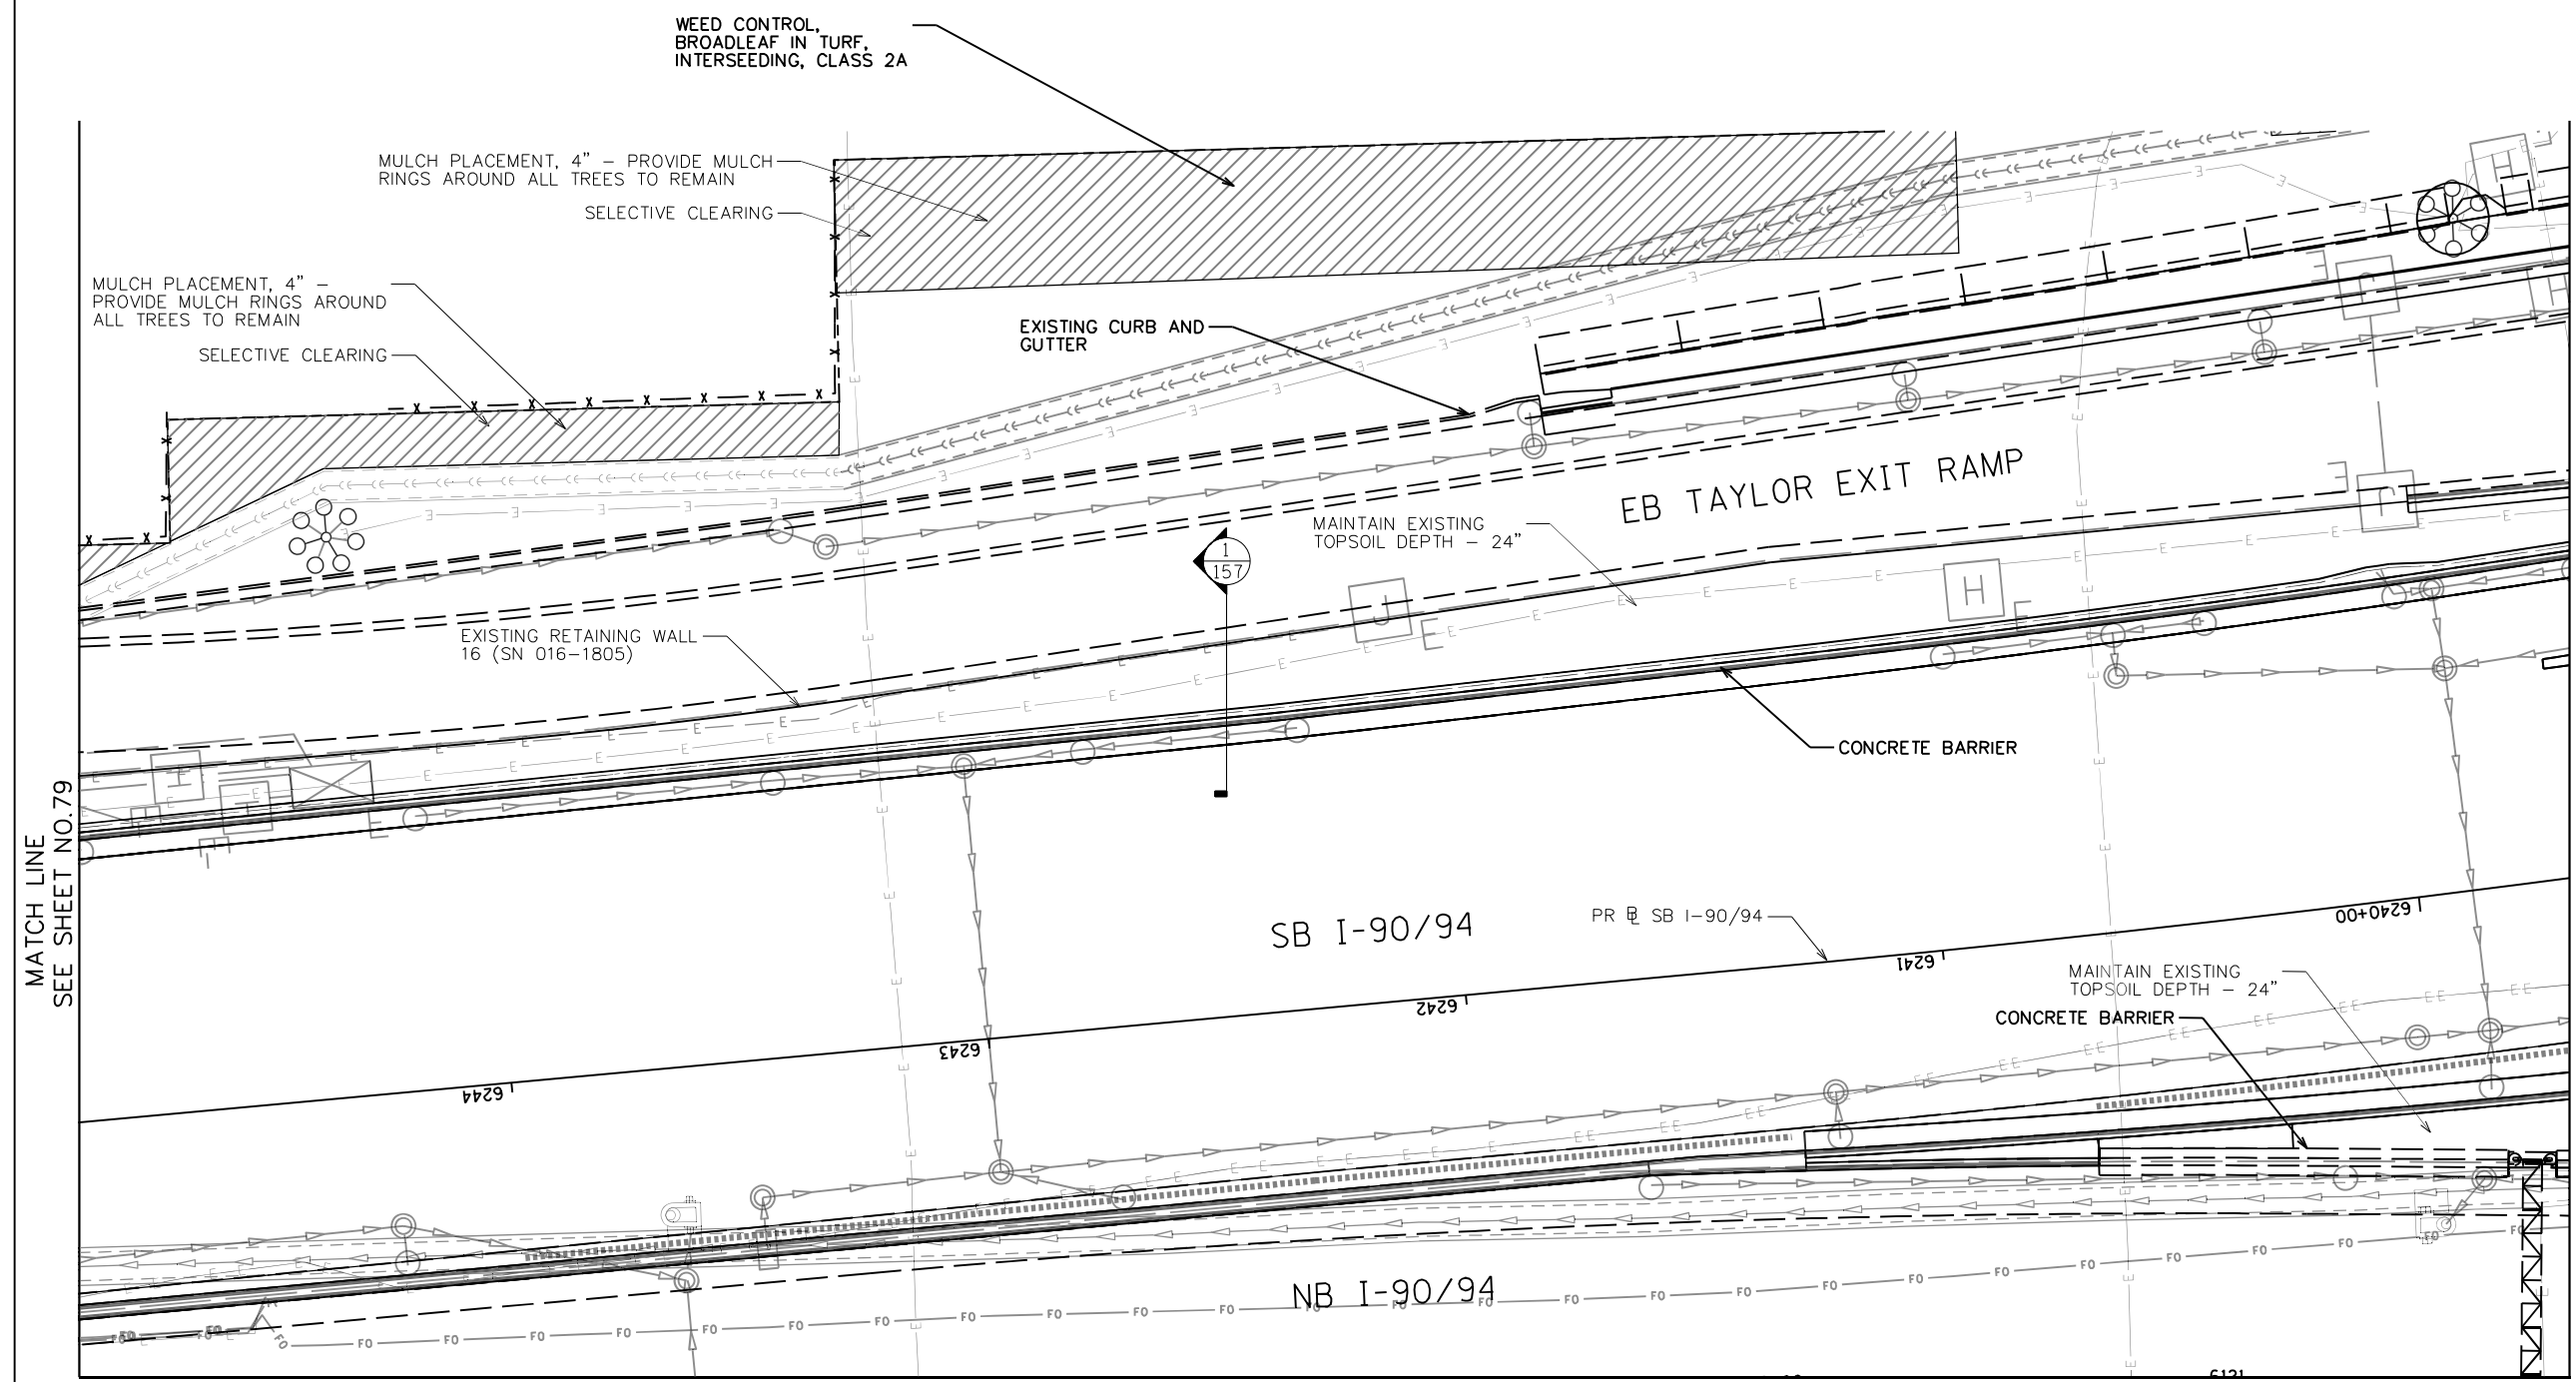 WEED CONTROL,
BROADLEAF IN TURF,
INTERSEEDING, CLASS 2A
MULCH PLACEMENT, 4" – PROVIDE MULCH
RINGS AROUND ALL TREES TO REMAIN
SELECTIVE CLEARING
MULCH PLACEMENT, 4" –
PROVIDE MULCH RINGS AROUND
ALL TREES TO REMAIN
SELECTIVE CLEARING
EXISTING CURB AND
GUTTER
EB TAYLOR EXIT RAMP
MAINTAIN EXISTING
TOPSOIL DEPTH – 24"
1
157
EXISTING RETAINING WALL
16 (SN 016-1805)
CONCRETE BARRIER
MATCH LINE
SEE SHEET NO.79
SB I-90/94
PR BL SB I-90/94
6240+00
6241
6242
6243
6244
MAINTAIN EXISTING
TOPSOIL DEPTH – 24"
CONCRETE BARRIER
NB I-90/94